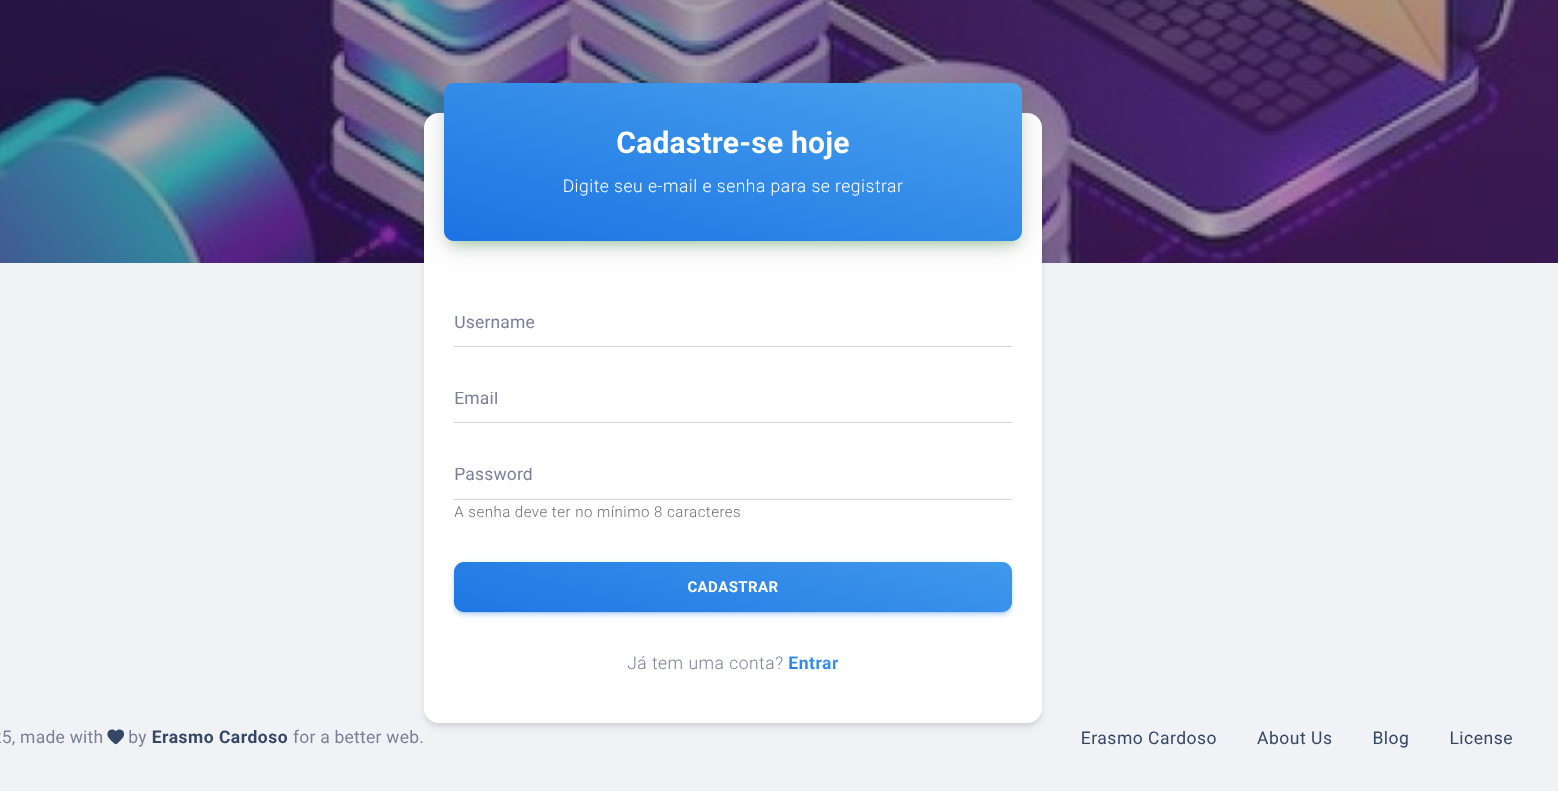 Cadastre-se hoje
Digite seu e-mail e senha para se registrar
Username
Email
Password
A senha deve ter no mínimo 8 caracteres
CADASTRAR
Já tem uma conta? Entrar
5, made with by Erasmo Cardoso for a better web.
Erasmo Cardoso About Us Blog License